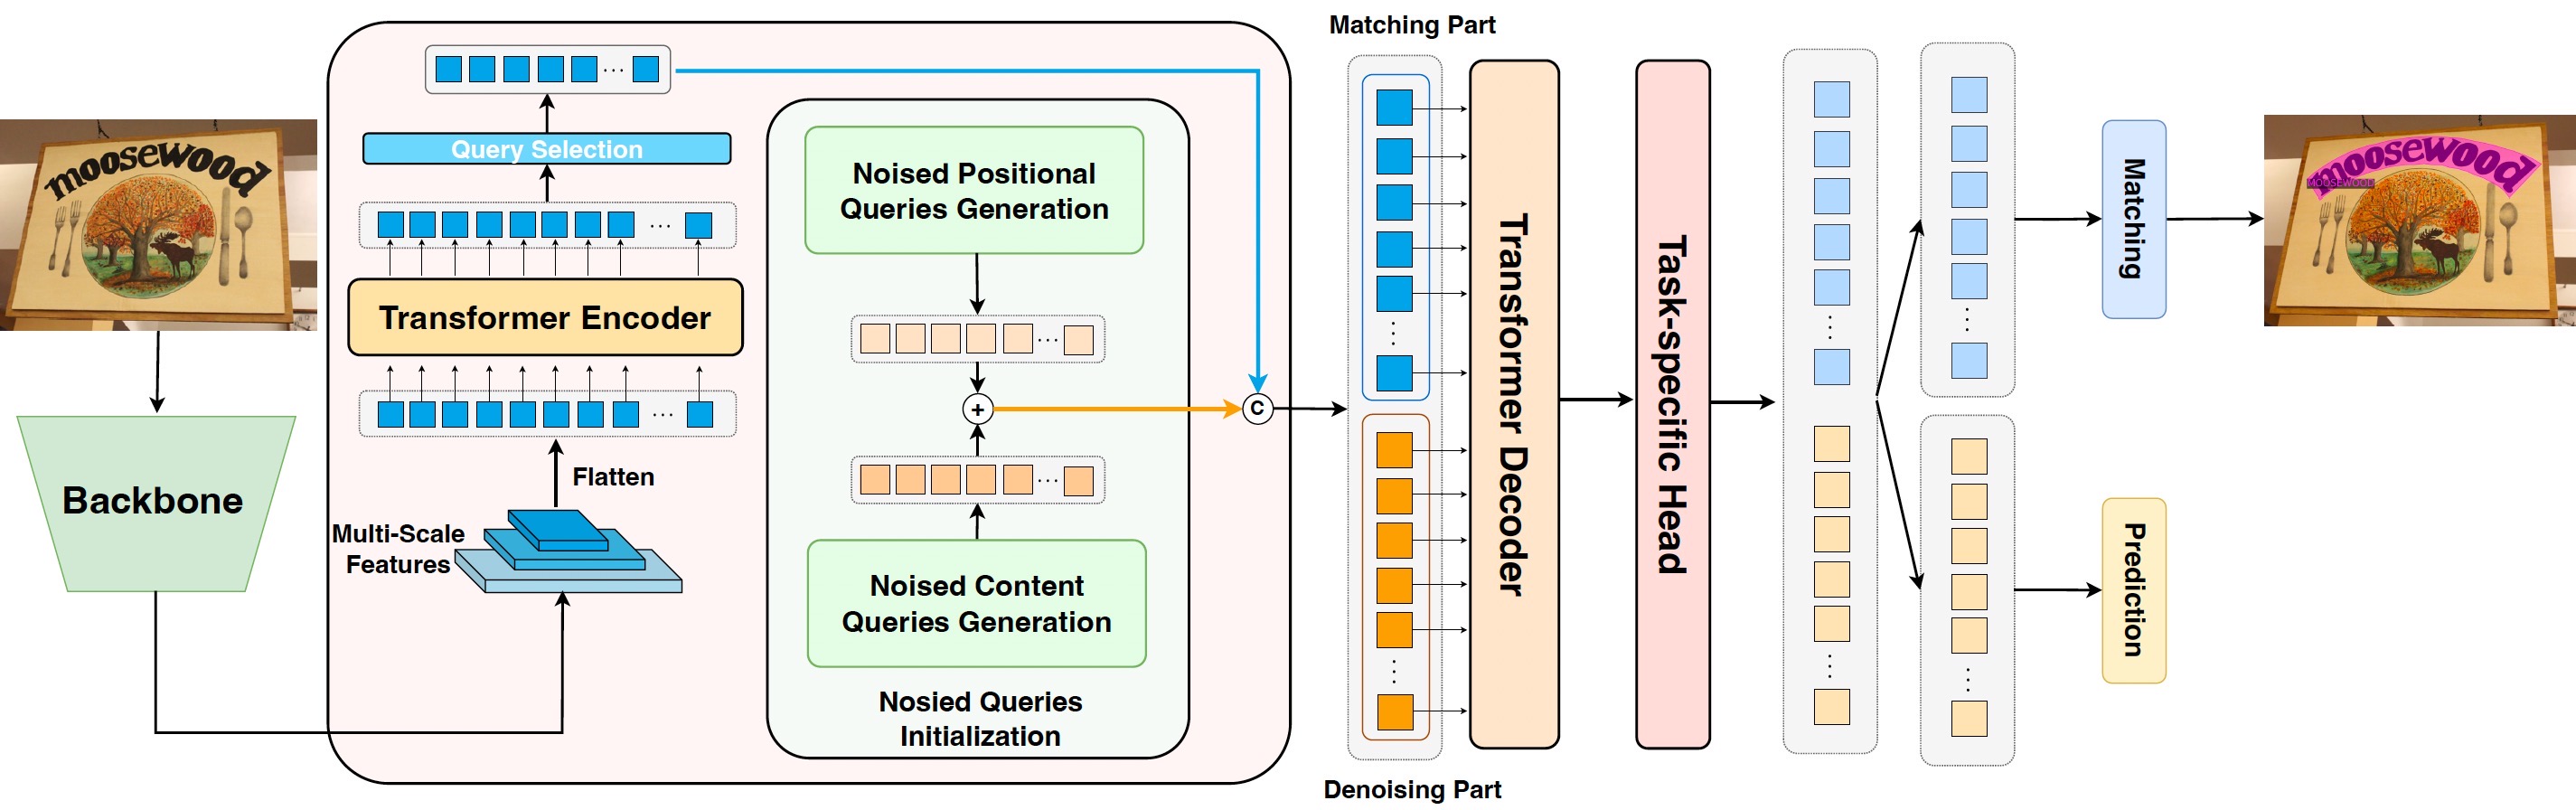 Matching Part
moosewood
Query Selection
Transformer Encoder
Flatten
Multi-Scale
Features
Backbone
Noised Positional
Queries Generation
+
C
Noised Content
Queries Generation
Nosied Queries
Initialization
Transformer Decoder
Task-specific Head
Matching
Prediction
moosewood
MOOSEWOOD
Denoising Part